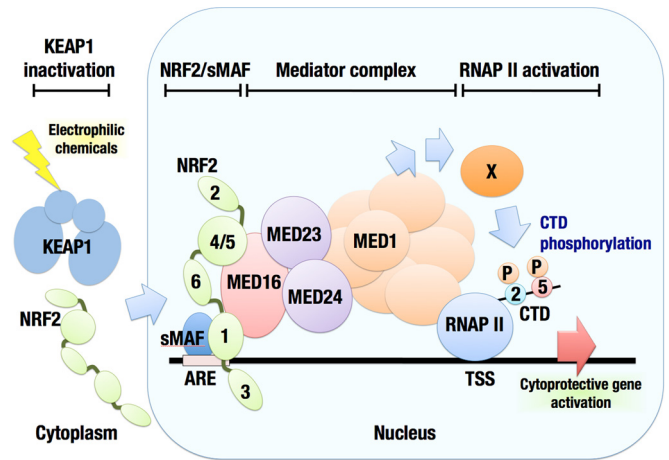 KEAP1
inactivation
NRF2/sMAF
Mediator complex
RNAP II activation
Electrophilic
chemicals
KEAP1
NRF2
Cytoplasm
NRF2
2
4/5
6
sMAF
1
ARE
3
MED16
MED23
MED24
MED1
X
CTD
phosphorylation
P
P
2
5
CTD
RNAP II
TSS
Cytoprotective gene
activation
Nucleus